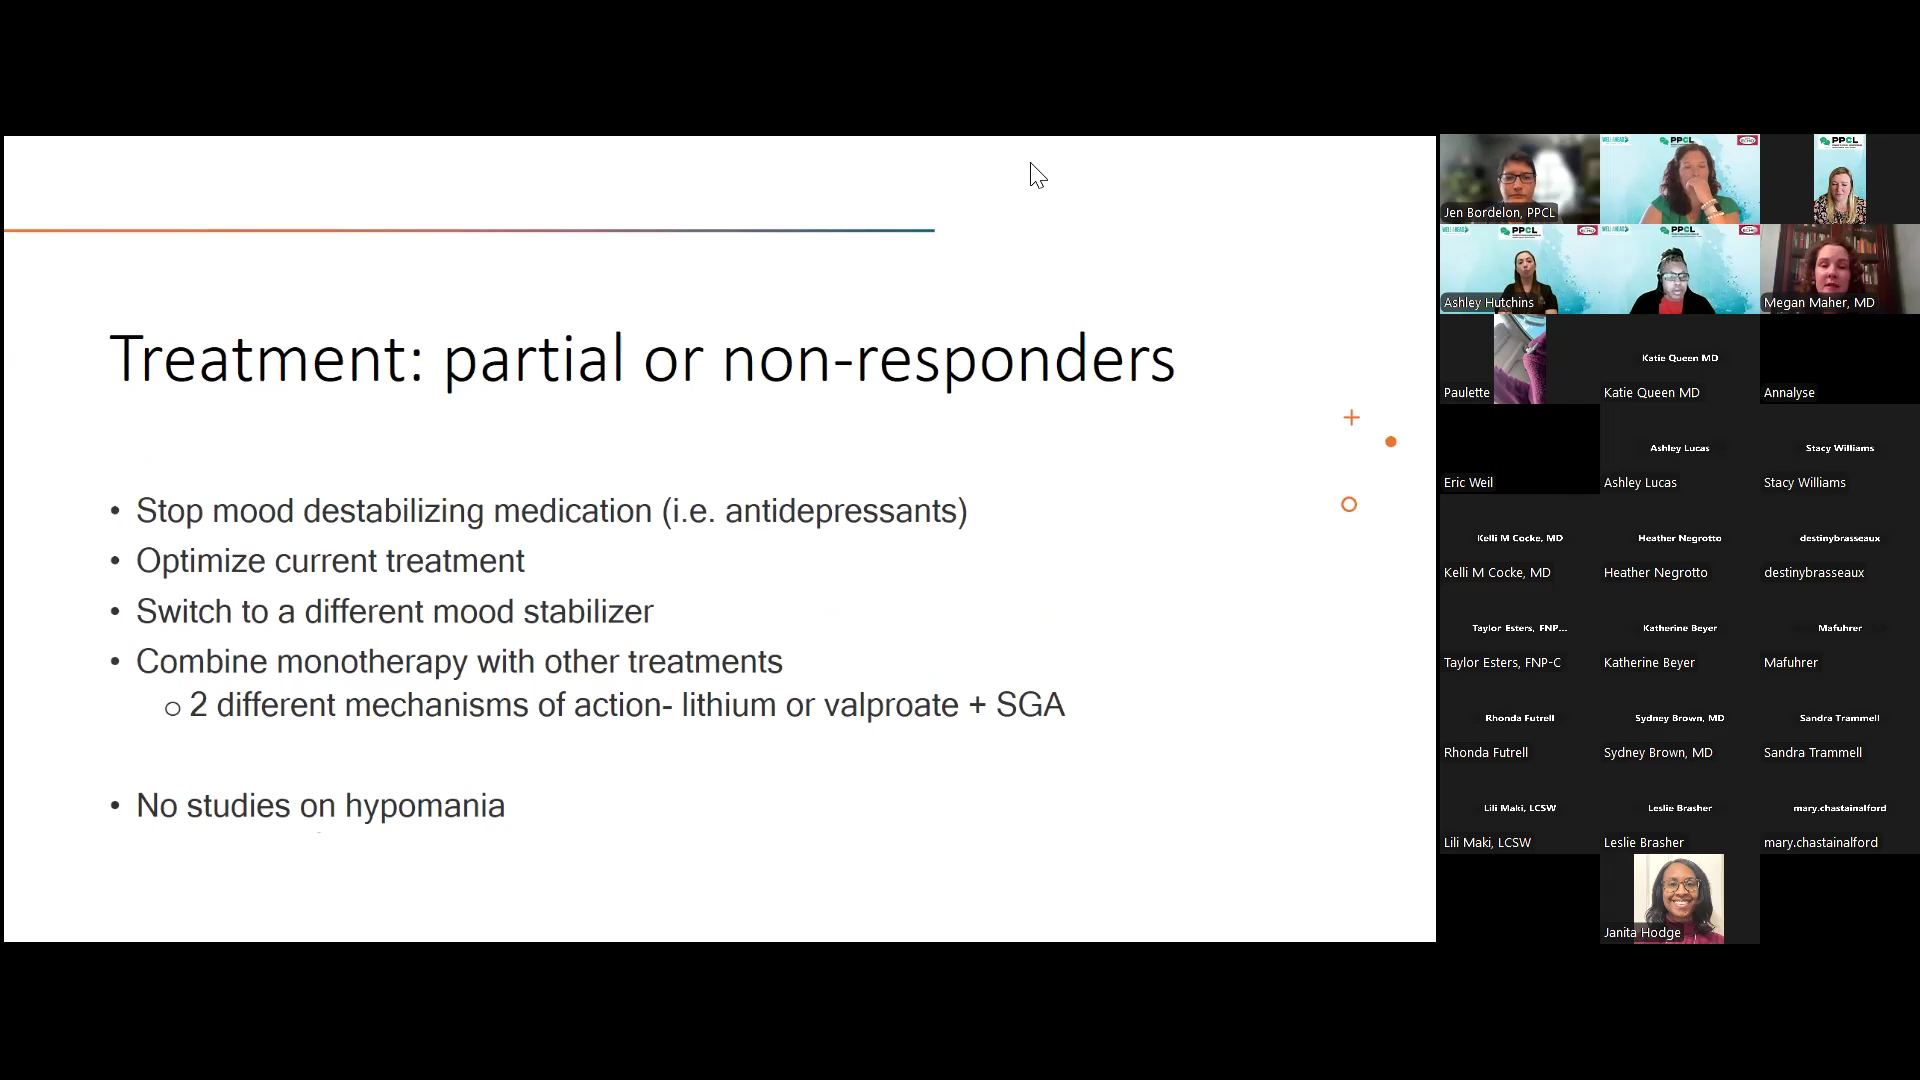 Treatment: partial or non-responders
• Stop mood destabilizing medication (i.e. antidepressants)
• Optimize current treatment
• Switch to a different mood stabilizer
• Combine monotherapy with other treatments
o 2 different mechanisms of action- lithium or valproate + SGA
• No studies on hypomania
PPCL
PPCL
Jen Bordelon, PPCL
PPCL
PPCL
Ashley Hutchins
Megan Maher, MD
Paulette
Katie Queen MD
Katie Queen MD
Annalyse
Eric Weil
Ashley Lucas
Ashley Lucas
Stacy Williams
Stacy Williams
Kelli M Cocke, MD
Kelli M Cocke, MD
Heather Negrotto
Heather Negrotto
destinybrasseaux
destinybrasseaux
Taylor Esters, FNP...
Taylor Esters, FNP-C
Katherine Beyer
Katherine Beyer
Mafuhrer
Mafuhrer
Rhonda Futrell
Rhonda Futrell
Sydney Brown, MD
Sydney Brown, MD
Sandra Trammell
Sandra Trammell
Lili Maki, LCSW
Lili Maki, LCSW
Leslie Brasher
Leslie Brasher
mary.chastainalford
mary.chastainalford
Janita Hodge